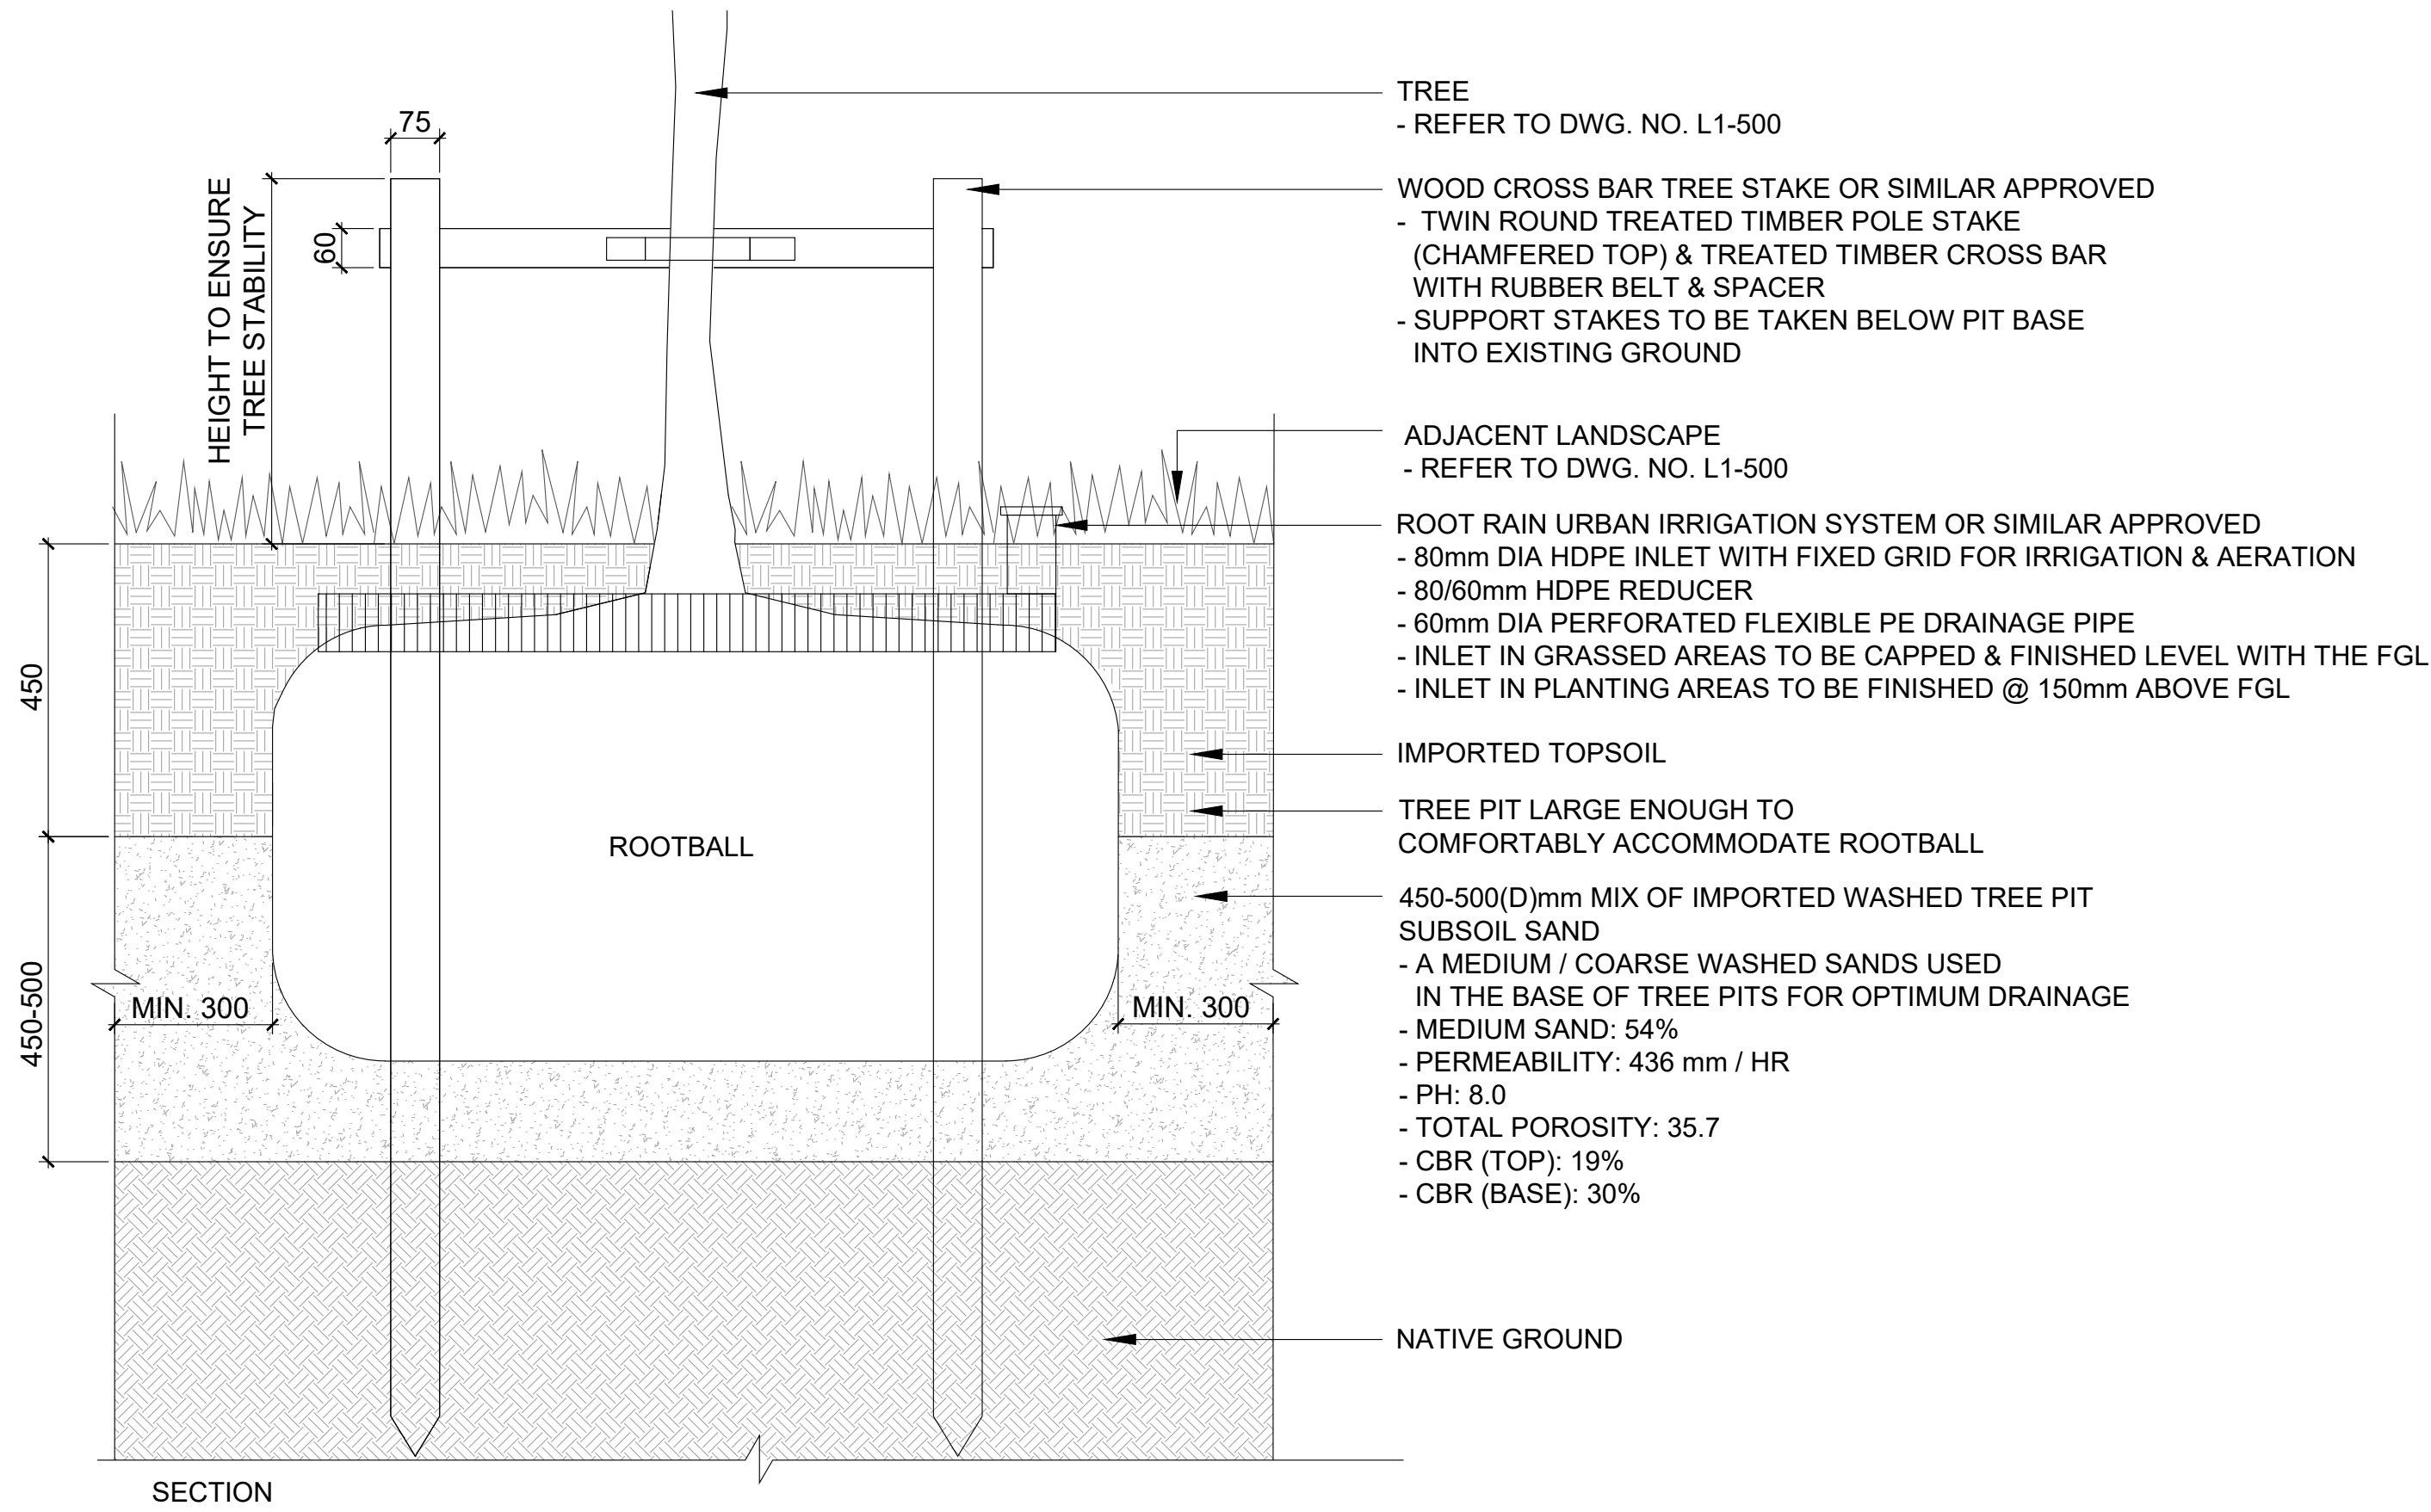 TREE
- REFER TO DWG. NO. L1-500
75
HEIGHT TO ENSURE
TREE STABILITY
60
WOOD CROSS BAR TREE STAKE OR SIMILAR APPROVED
- TWIN ROUND TREATED TIMBER POLE STAKE
(CHAMFERED TOP) & TREATED TIMBER CROSS BAR
WITH RUBBER BELT & SPACER
- SUPPORT STAKES TO BE TAKEN BELOW PIT BASE
INTO EXISTING GROUND
ADJACENT LANDSCAPE
- REFER TO DWG. NO. L1-500
ROOT RAIN URBAN IRRIGATION SYSTEM OR SIMILAR APPROVED
- 80mm DIA HDPE INLET WITH FIXED GRID FOR IRRIGATION & AERATION
- 80/60mm HDPE REDUCER
- 60mm DIA PERFORATED FLEXIBLE PE DRAINAGE PIPE
- INLET IN GRASSED AREAS TO BE CAPPED & FINISHED LEVEL WITH THE FGL
- INLET IN PLANTING AREAS TO BE FINISHED @ 150mm ABOVE FGL
450
IMPORTED TOPSOIL
TREE PIT LARGE ENOUGH TO
COMFORTABLY ACCOMMODATE ROOTBALL
ROOTBALL
450-500(D)mm MIX OF IMPORTED WASHED TREE PIT
SUBSOIL SAND
- A MEDIUM / COARSE WASHED SANDS USED
IN THE BASE OF TREE PITS FOR OPTIMUM DRAINAGE
- MEDIUM SAND: 54%
- PERMEABILITY: 436 mm / HR
- PH: 8.0
- TOTAL POROSITY: 35.7
- CBR (TOP): 19%
- CBR (BASE): 30%
450-500
MIN. 300
MIN. 300
NATIVE GROUND
SECTION